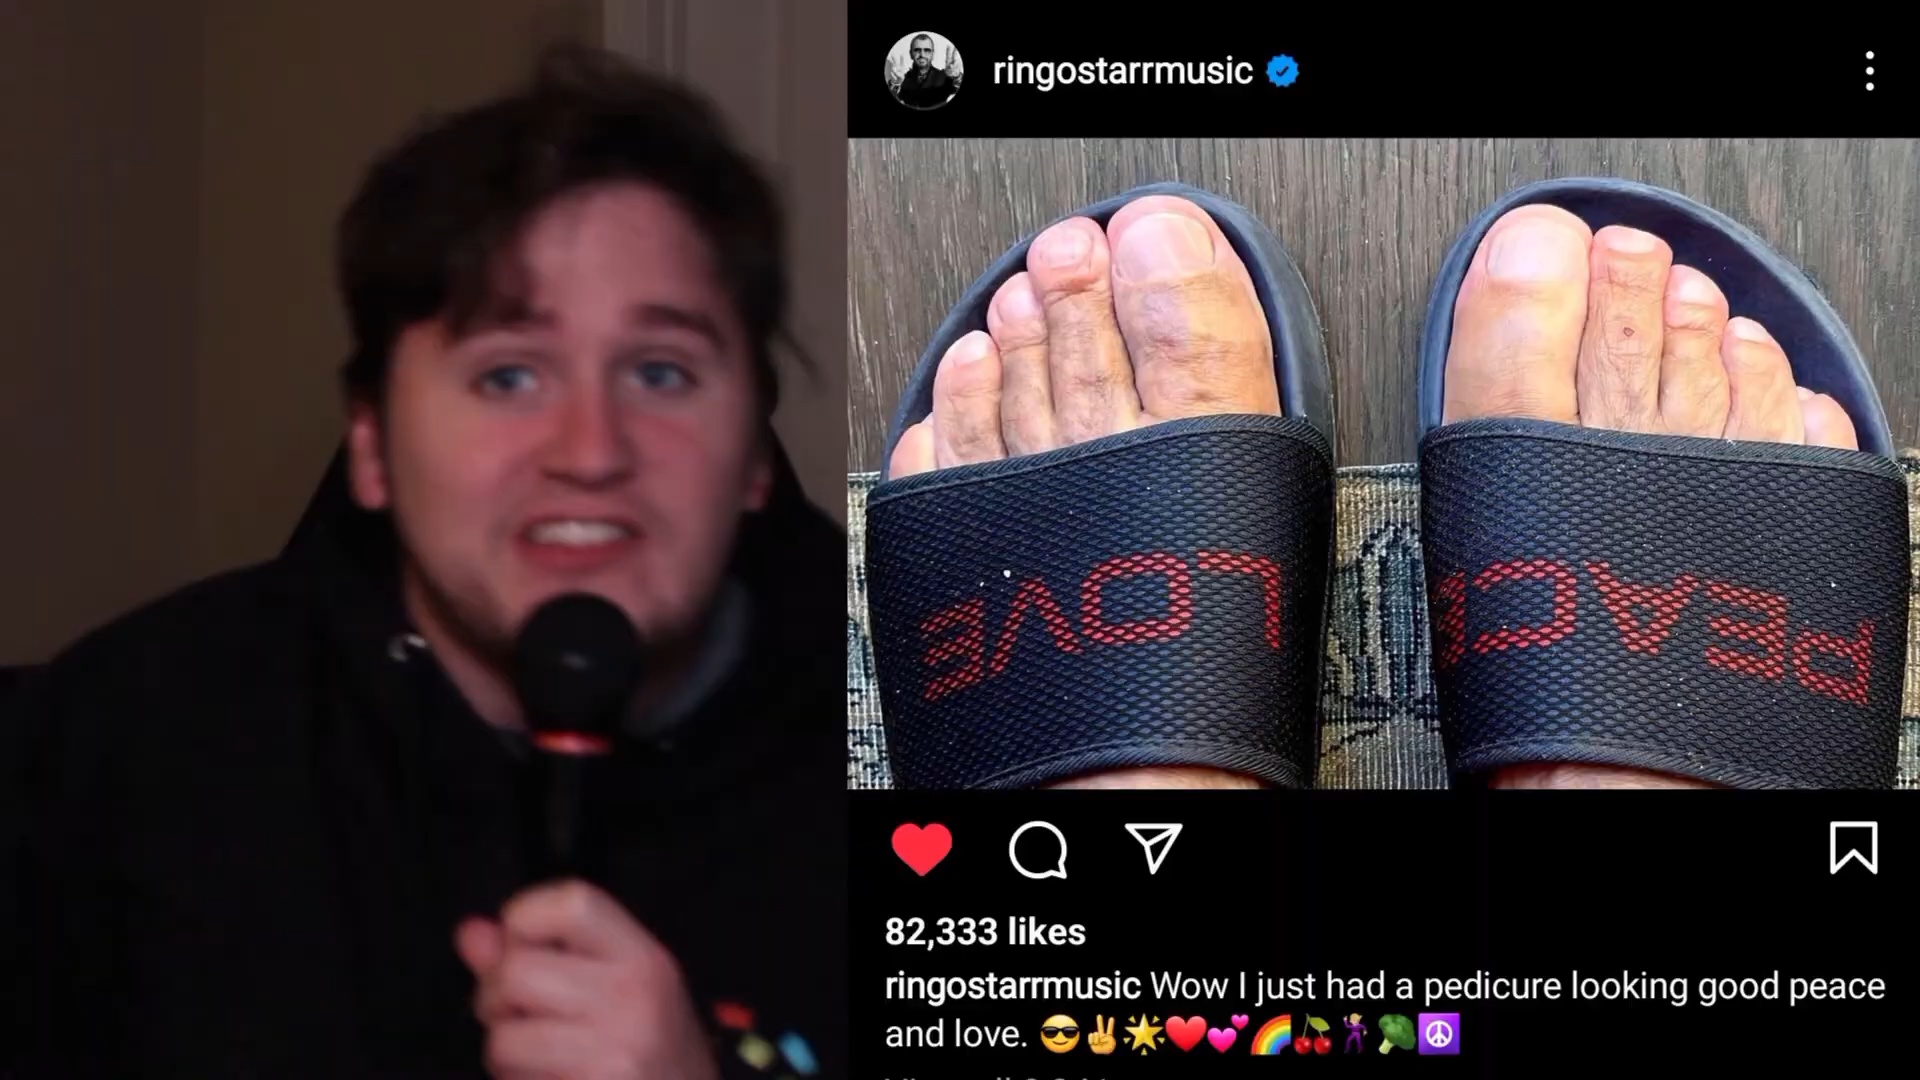 ringostarrmusic
LOVE
PEACE
82,333 likes
ringostarrmusic Wow I just had a pedicure looking good peace
and love. 😎✌️🌟❤️💕🌈🍒🕺🥦☮️